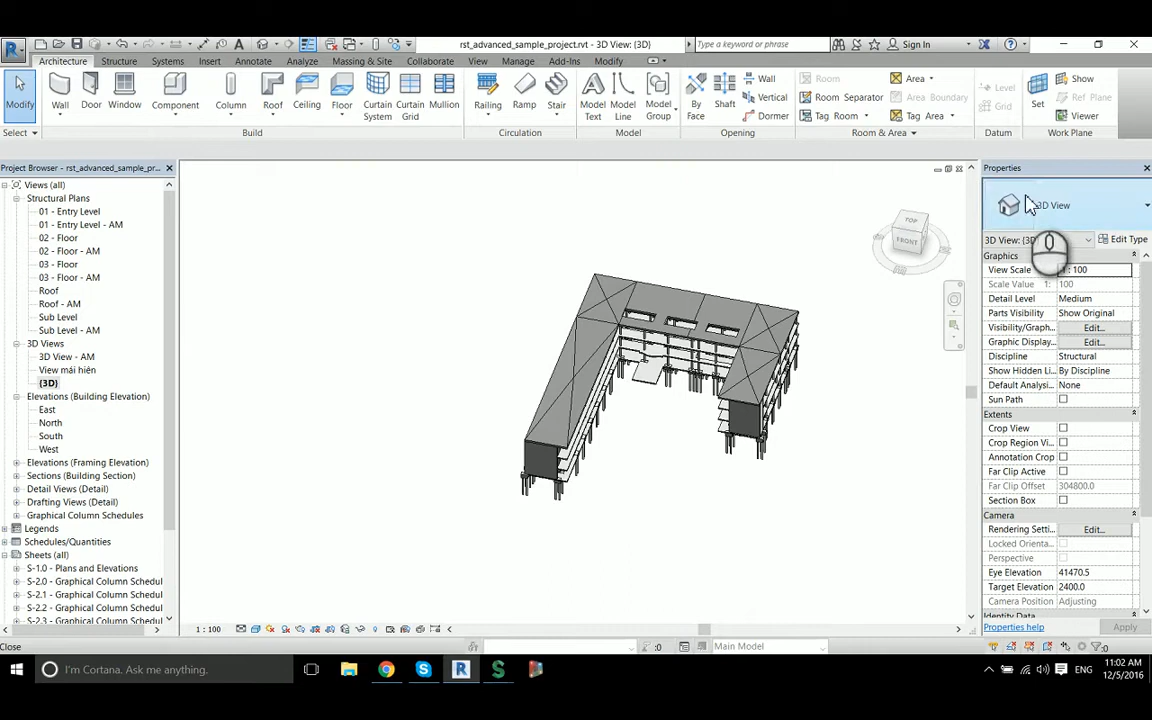 rst_advanced_sample_project.rvt - 3D View: {3D}
Type a keyword or phrase
Sign In
Architecture Structure Systems Insert Annotate Analyze Massing & Site Collaborate View Manage Add-Ins Modify
Modify Wall Door Window Component Column Roof Ceiling Floor Curtain System Curtain Grid Mullion Railing Ramp Stair Model Text Model Line Model Group By Face Shaft Wall Vertical Dormer Room Room Separator Tag Room Area Area Boundary Tag Area Level Grid Set Show Ref Plane Viewer
Select Build Circulation Model Opening Room & Area Datum Work Plane
Project Browser - rst_advanced_sample_pr...
Views (all)
Structural Plans
01 - Entry Level
01 - Entry Level - AM
02 - Floor
02 - Floor - AM
03 - Floor
03 - Floor - AM
Roof
Roof - AM
Sub Level
Sub Level - AM
3D Views
3D View - AM
View mái hiên
{3D}
Elevations (Building Elevation)
East
North
South
West
Elevations (Framing Elevation)
Sections (Building Section)
Detail Views (Detail)
Drafting Views (Detail)
Graphical Column Schedules
Legends
Schedules/Quantities
Sheets (all)
S-1.0 - Plans and Elevations
S-2.0 - Graphical Column Schedul
S-2.1 - Graphical Column Schedul
S-2.2 - Graphical Column Schedul
S-2.3 - Graphical Column Schedul
TOP
FRONT
Properties
3D View
3D View: {3D
Edit Type
Graphics
View Scale 1 : 100
Scale Value 1: 100
Detail Level Medium
Parts Visibility Show Original
Visibility/Graph... Edit...
Graphic Display... Edit...
Discipline Structural
Show Hidden Li... By Discipline
Default Analysi... None
Sun Path
Extents
Crop View
Crop Region Vi...
Annotation Crop
Far Clip Active
Far Clip Offset 304800.0
Section Box
Camera
Rendering Setti... Edit...
Locked Orienta...
Perspective
Eye Elevation 41470.5
Target Elevation 2400.0
Camera Position Adjusting
Identity Data
Properties help
Apply
1 : 100
Close
:0
Main Model
:0
I'm Cortana. Ask me anything.
ENG
11:02 AM
12/5/2016